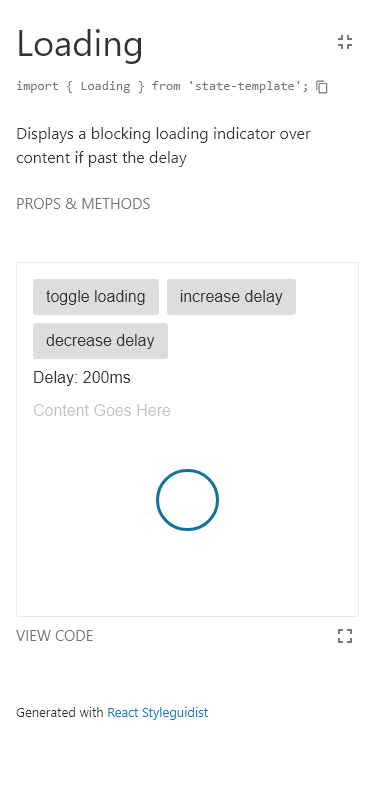 Loading
import { Loading } from 'state-template';
Displays a blocking loading indicator over
content if past the delay
PROPS & METHODS
toggle loading increase delay
decrease delay
Delay: 200ms
Content Goes Here
VIEW CODE
Generated with React Styleguidist